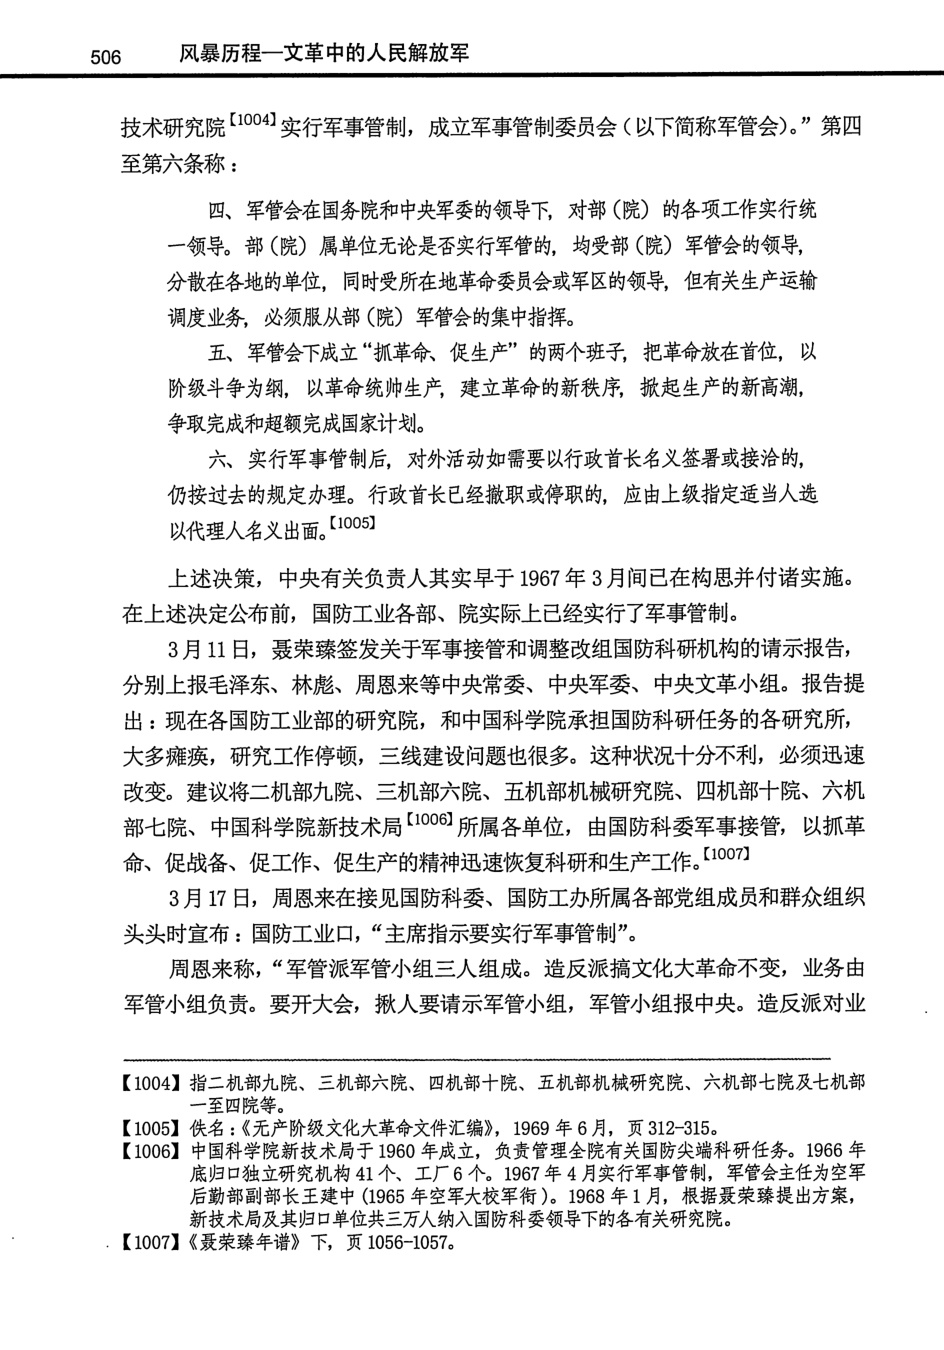 506 风暴历程—文革中的人民解放军
技术研究院【1004】实行军事管制，成立军事管制委员会（以下简称军管会）。”第四
至第六条称：
四、军管会在国务院和中央军委的领导下，对部（院）的各项工作实行统
一领导。部（院）属单位无论是否实行军管的，均受部（院）军管会的领导，
分散在各地的单位，同时受所在地革命委员会或军区的领导，但有关生产运输
调度业务，必须服从部（院）军管会的集中指挥。
五、军管会下成立“抓革命、促生产”的两个班子，把革命放在首位，以
阶级斗争为纲，以革命统帅生产，建立革命的新秩序，掀起生产的新高潮，
争取完成和超额完成国家计划。
六、实行军事管制后，对外活动如需要以行政首长名义签署或接洽的，
仍按过去的规定办理。行政首长已经撤职或停职的，应由上级指定适当人选
以代理人名义出面。【1005】
上述决策，中央有关负责人其实早于1967年3月间已在构思并付诸实施。
在上述决定公布前，国防工业各部、院实际上已经实行了军事管制。
3月11日，聂荣臻签发关于军事接管和调整改组国防科研机构的请示报告，
分别上报毛泽东、林彪、周恩来等中央常委、中央军委、中央文革小组。报告提
出：现在各国防工业部的研究院，和中国科学院承担国防科研任务的各研究所，
大多瘫痪，研究工作停顿，三线建设问题也很多。这种状况十分不利，必须迅速
改变。建议将二机部九院、三机部六院、五机部机械研究院、四机部十院、六机
部七院、中国科学院新技术局【1006】所属各单位，由国防科委军事接管，以抓革
命、促战备、促工作、促生产的精神迅速恢复科研和生产工作。【1007】
3月17日，周恩来在接见国防科委、国防工办所属各部党组成员和群众组织
头头时宣布：国防工业口，“主席指示要实行军事管制”。
周恩来称，“军管派军管小组三人组成。造反派搞文化大革命不变，业务由
军管小组负责。要开大会，揪人要请示军管小组，军管小组报中央。造反派对业
【1004】指二机部九院、三机部六院、四机部十院、五机部机械研究院、六机部七院及七机部
一至四院等。
【1005】佚名：《无产阶级文化大革命文件汇编》，1969年6月，页312-315。
【1006】中国科学院新技术局于1960年成立，负责管理全院有关国防尖端科研任务。1966年
底归口独立研究机构41个、工厂6个。1967年4月实行军事管制，军管会主任为空军
后勤部副部长王建中(1965年空军大校军衔)。1968年1月，根据聂荣臻提出方案，
新技术局及其归口单位共三万人纳入国防科委领导下的各有关研究院。
【1007】《聂荣臻年谱》下，页1056-1057。